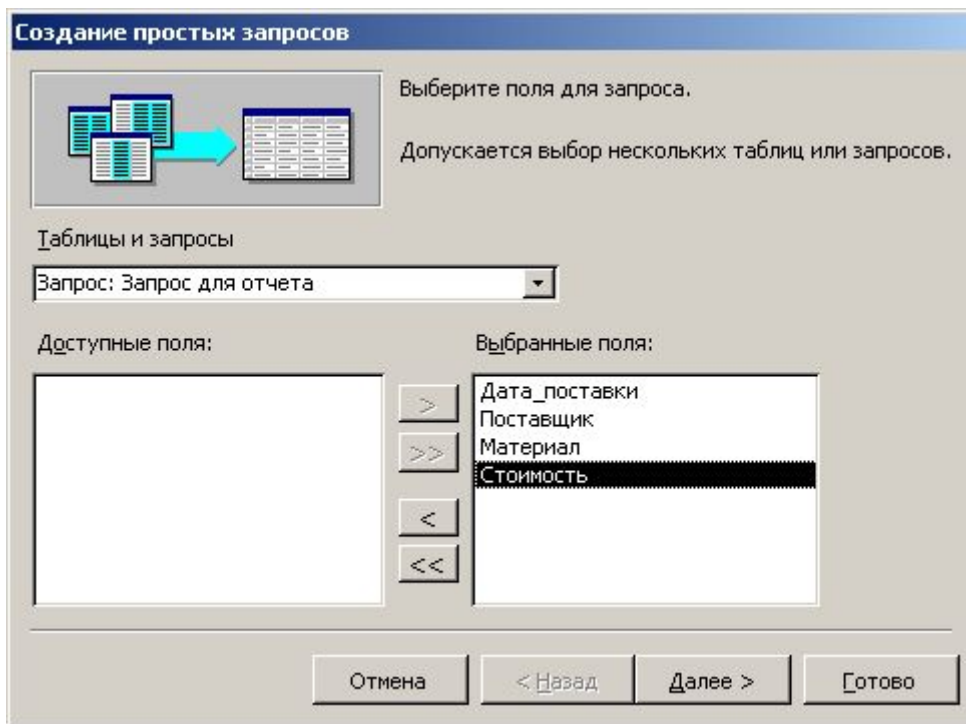 Создание простых запросов
Выберите поля для запроса.
Допускается выбор нескольких таблиц или запросов.
Таблицы и запросы
Запрос: Запрос для отчета
Доступные поля:
Выбранные поля:
Дата_поставки
Поставщик
Материал
Стоимость
>
>>
<
<<
Отмена
< Назад
Далее >
Готово